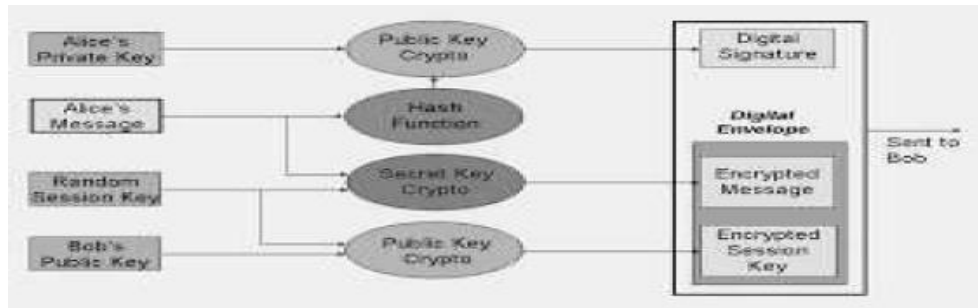 Alice's
Private Key
Public Key
Crypto
Digital
Signature
Alice's
Message
Hash
Function
Digital
Envelope
Sent to
Bob
Random
Session Key
Secret Key
Crypto
Encrypted
Message
Bob's
Public Key
Public Key
Crypto
Encrypted
Session
Key